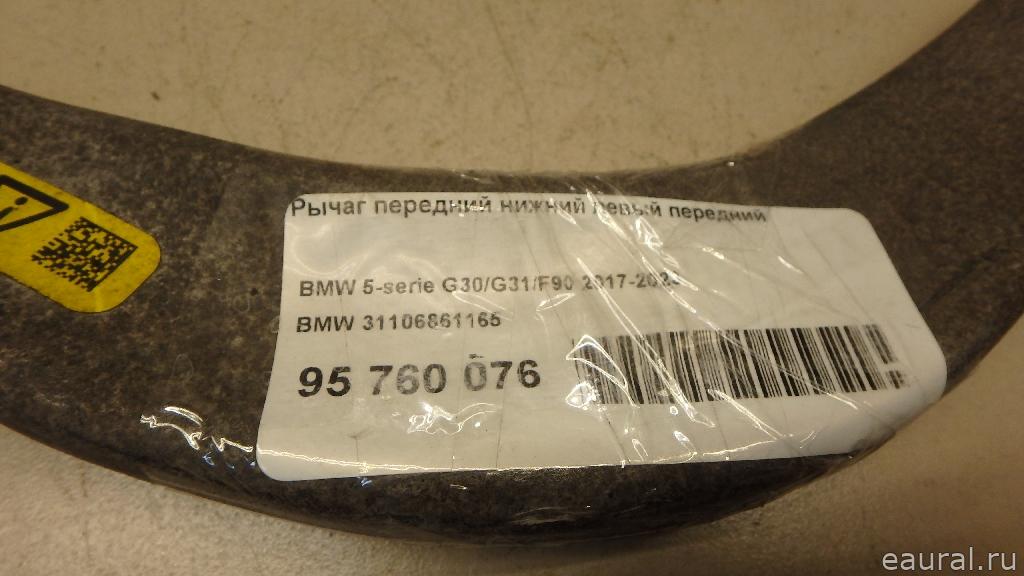 Рычаг передний нижний левый передний
BMW 5-serie G30/G31/F90 2017-2023
BMW 31106861165
95 760 076
eaural.ru